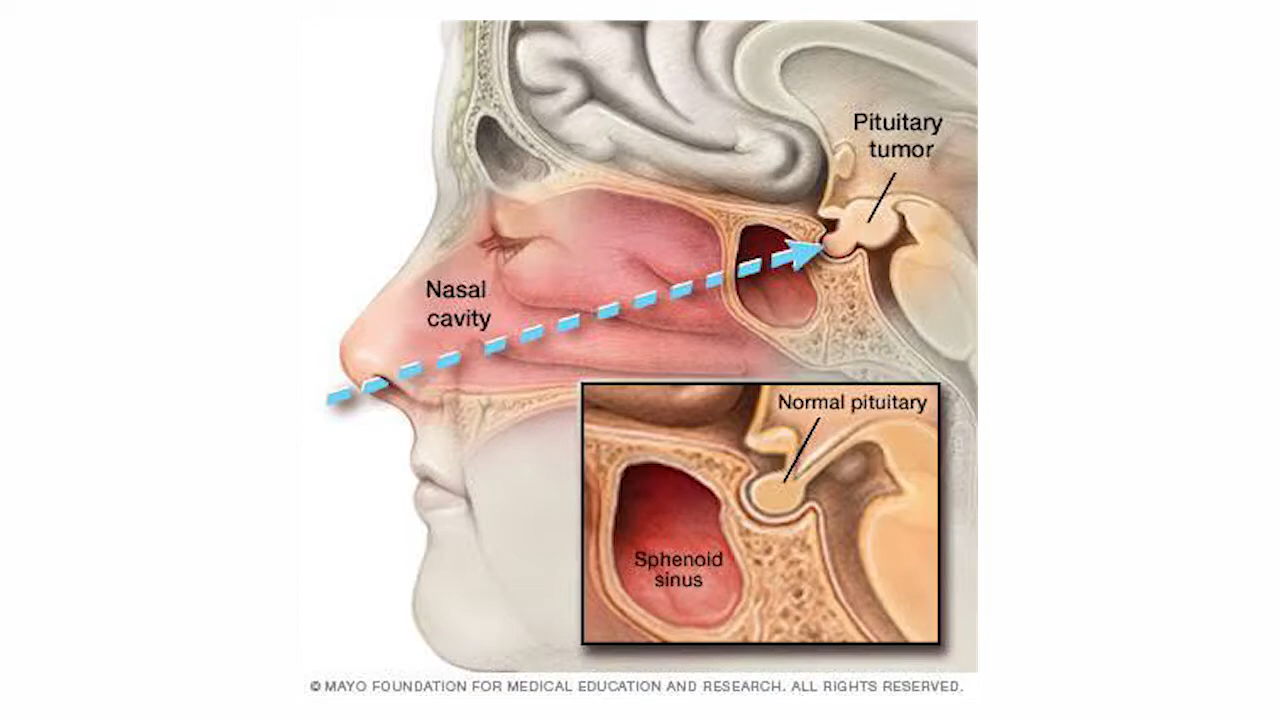 Pituitary
tumor
Nasal
cavity
Normal pituitary
Sphenoid
sinus
© MAYO FOUNDATION FOR MEDICAL EDUCATION AND RESEARCH. ALL RIGHTS RESERVED.